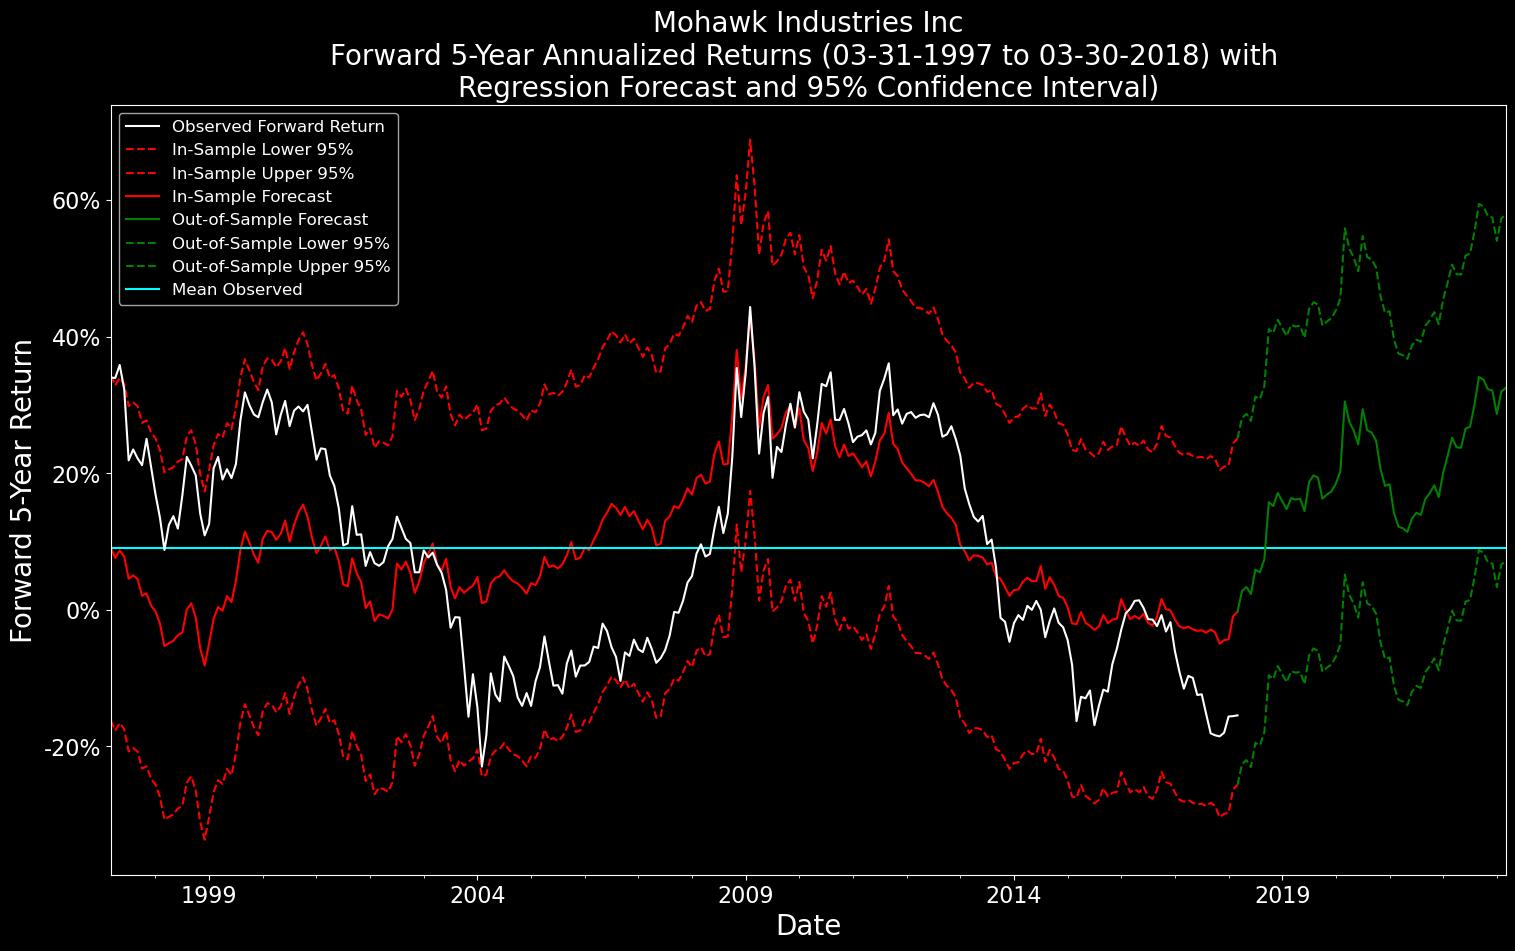 Mohawk Industries Inc
Forward 5-Year Annualized Returns (03-31-1997 to 03-30-2018) with
Regression Forecast and 95% Confidence Interval)
Observed Forward Return
In-Sample Lower 95%
In-Sample Upper 95%
In-Sample Forecast
Out-of-Sample Forecast
Out-of-Sample Lower 95%
Out-of-Sample Upper 95%
Mean Observed
Forward 5-Year Return
60%
40%
20%
0%
-20%
1999 2004 2009 2014 2019
Date